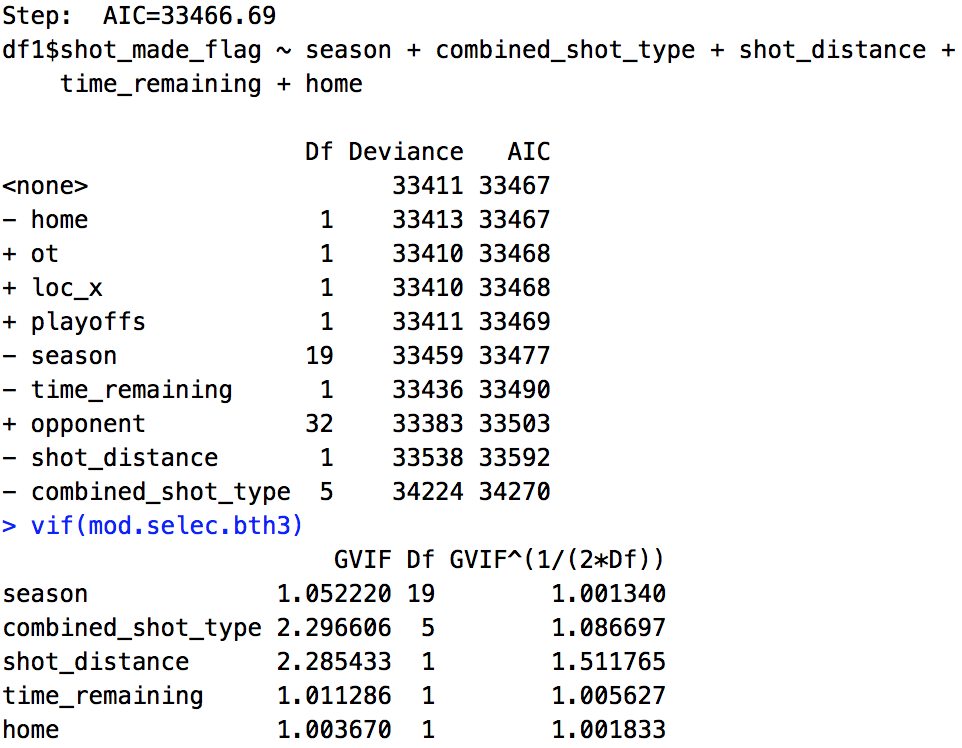 Step:  AIC=33466.69
df1$shot_made_flag ~ season + combined_shot_type + shot_distance +
    time_remaining + home

                     Df Deviance   AIC
<none>                     33411 33467
- home                1    33413 33467
+ ot                  1    33410 33468
+ loc_x               1    33410 33468
+ playoffs            1    33411 33469
- season             19    33459 33477
- time_remaining      1    33436 33490
+ opponent           32    33383 33503
- shot_distance       1    33538 33592
- combined_shot_type  5    34224 34270
> vif(mod.selec.bth3)
                       GVIF Df GVIF^(1/(2*Df))
season             1.052220 19        1.001340
combined_shot_type 2.296606  5        1.086697
shot_distance      2.285433  1        1.511765
time_remaining     1.011286  1        1.005627
home               1.003670  1        1.001833